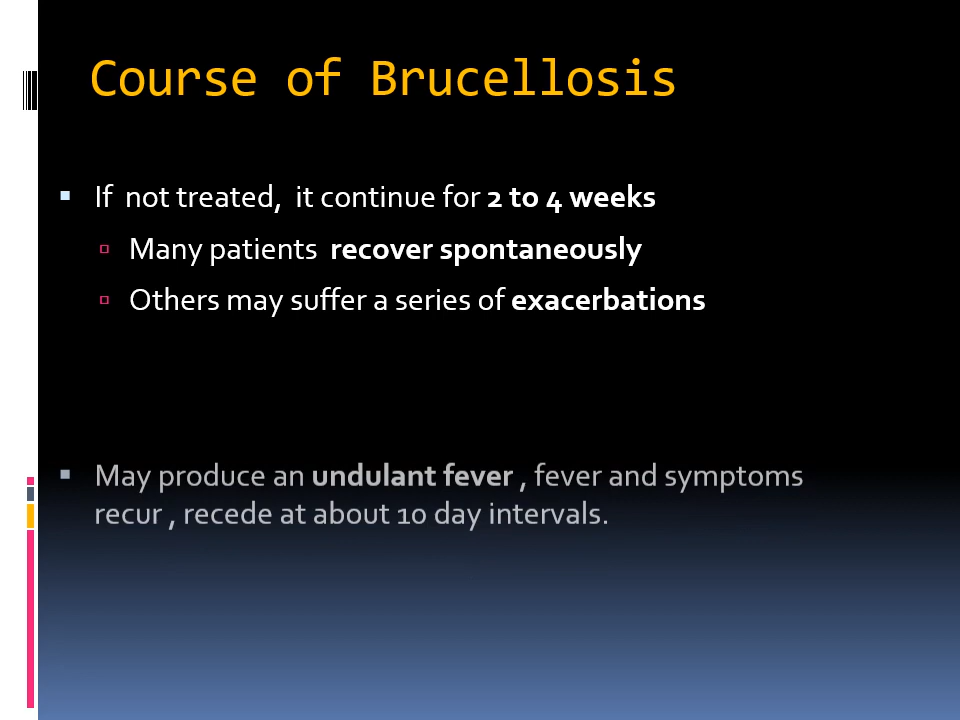 Course of Brucellosis
If not treated, it continue for 2 to 4 weeks
Many patients recover spontaneously
Others may suffer a series of exacerbations
May produce an undulant fever , fever and symptoms
recur , recede at about 10 day intervals.